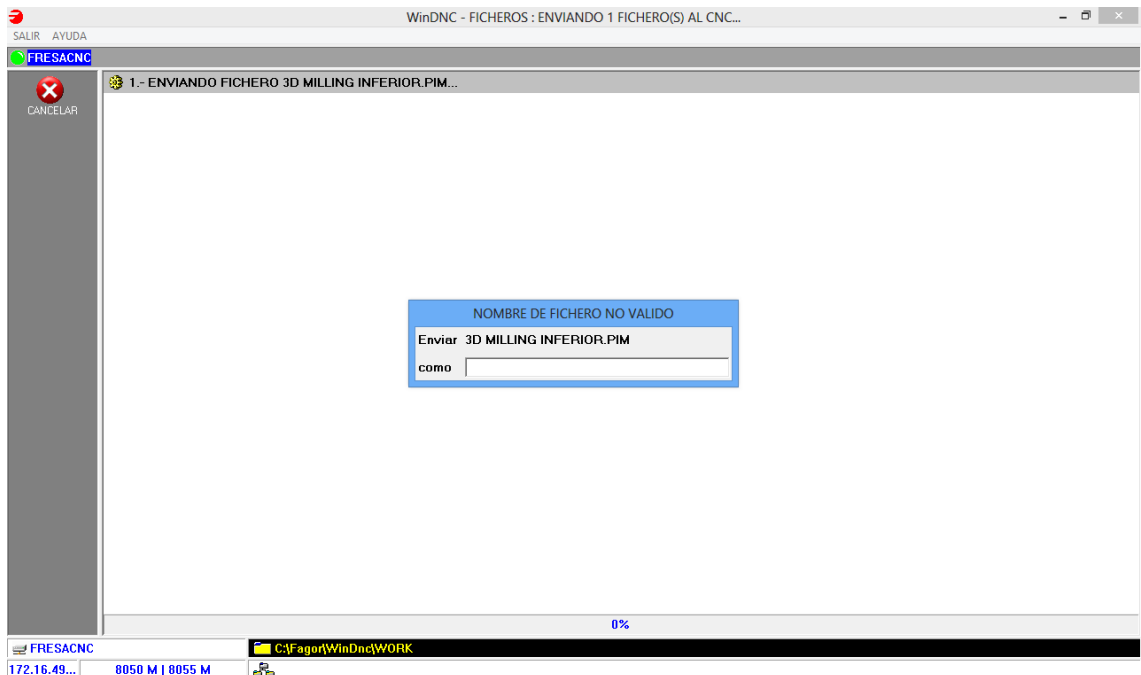 WinDNC - FICHEROS : ENVIANDO 1 FICHERO(S) AL CNC...
SALIR AYUDA
FRESACNC
CANCELAR
1.- ENVIANDO FICHERO 3D MILLING INFERIOR.PIM...
NOMBRE DE FICHERO NO VALIDO
Enviar 3D MILLING INFERIOR.PIM
como
0%
FRESACNC
C:\Fagor\WinDnc\WORK
172.16.49...
8050 M | 8055 M